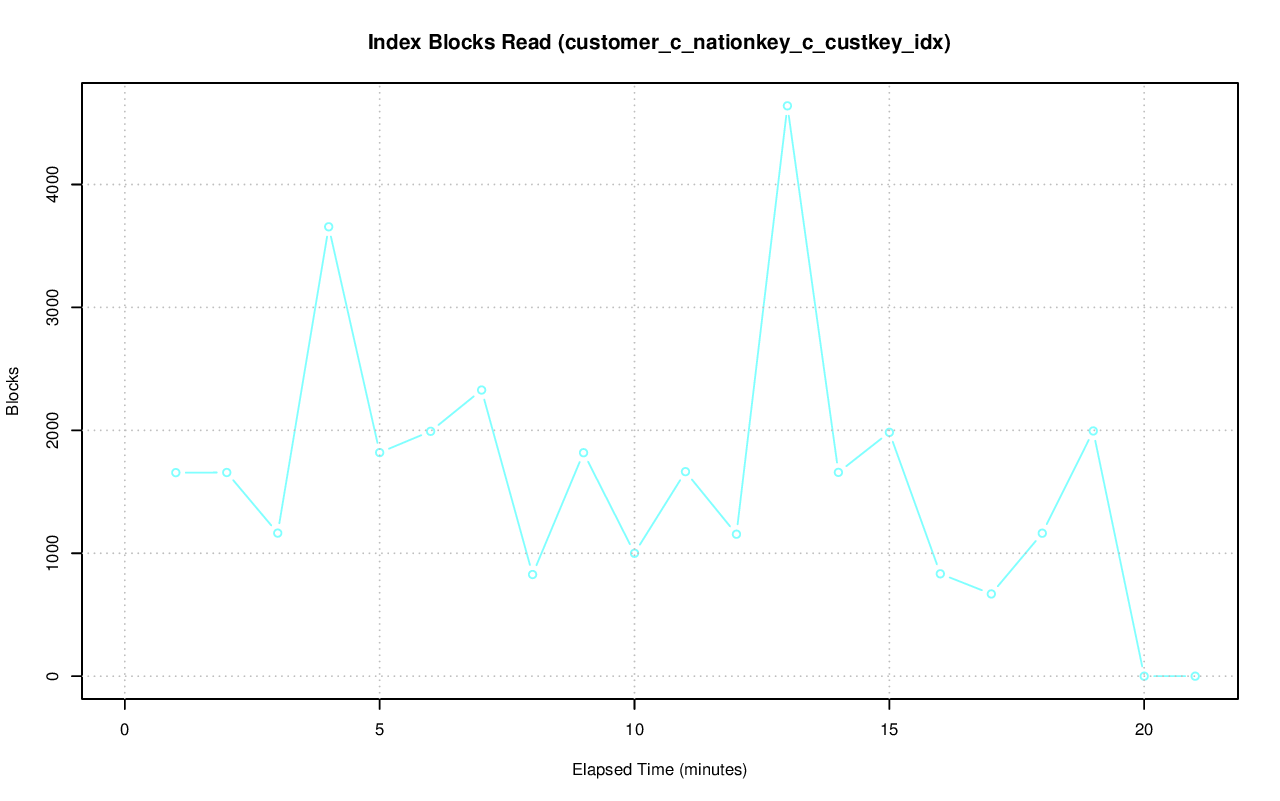 Index Blocks Read (customer_c_nationkey_c_custkey_idx)
Blocks
4000
3000
2000
1000
0
0 5 10 15 20
Elapsed Time (minutes)